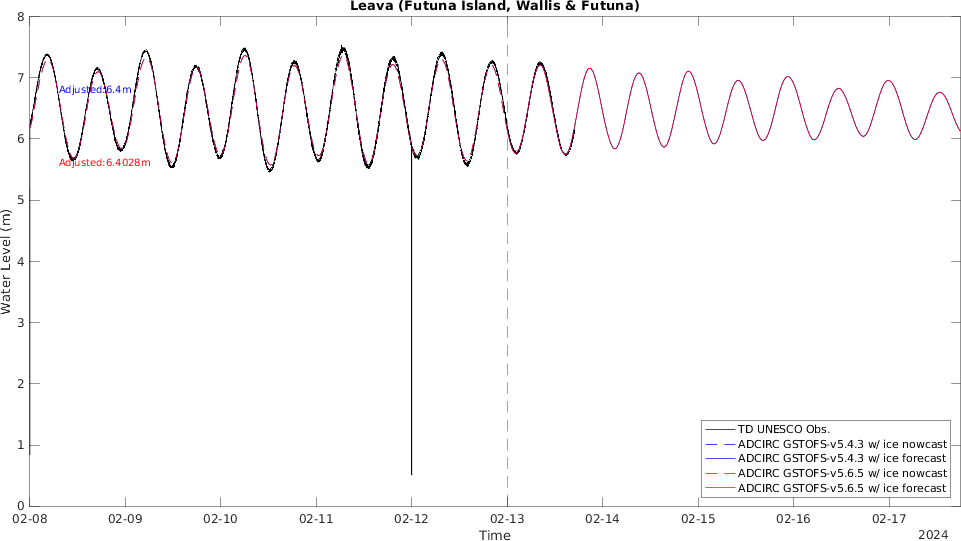 Leava (Futuna Island, Wallis & Futuna)
8
7
6
5
4
3
2
1
0
Water Level (m)
Adjusted:6.4m
Adjusted:6.4028m
TD UNESCO Obs.
ADCIRC GSTOFS-v5.4.3 w/ ice nowcast
ADCIRC GSTOFS-v5.4.3 w/ ice forecast
ADCIRC GSTOFS-v5.6.5 w/ ice nowcast
ADCIRC GSTOFS-v5.6.5 w/ ice forecast
02-08 02-09 02-10 02-11 02-12 02-13 02-14 02-15 02-16 02-17
Time
2024